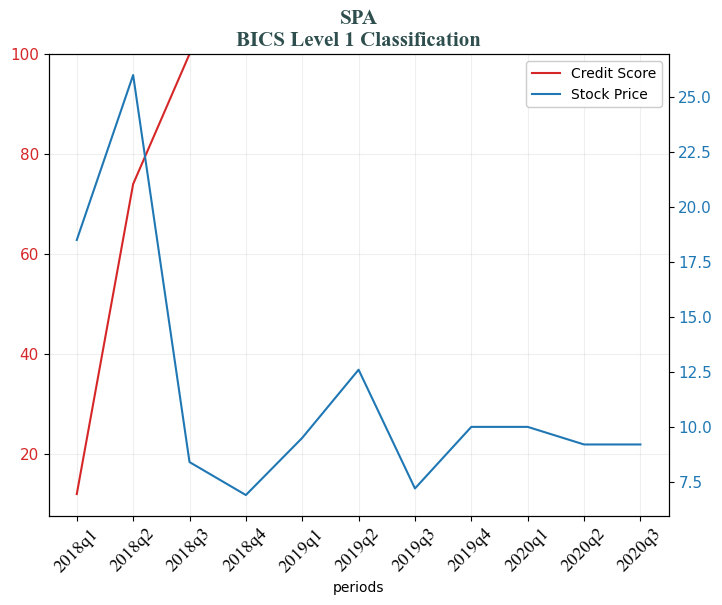 SPA
BICS Level 1 Classification
Credit Score
Stock Price
100
80
60
40
20
25.0
22.5
20.0
17.5
15.0
12.5
10.0
7.5
2018q1
2018q2
2018q3
2018q4
2019q1
2019q2
2019q3
2019q4
2020q1
2020q2
2020q3
periods